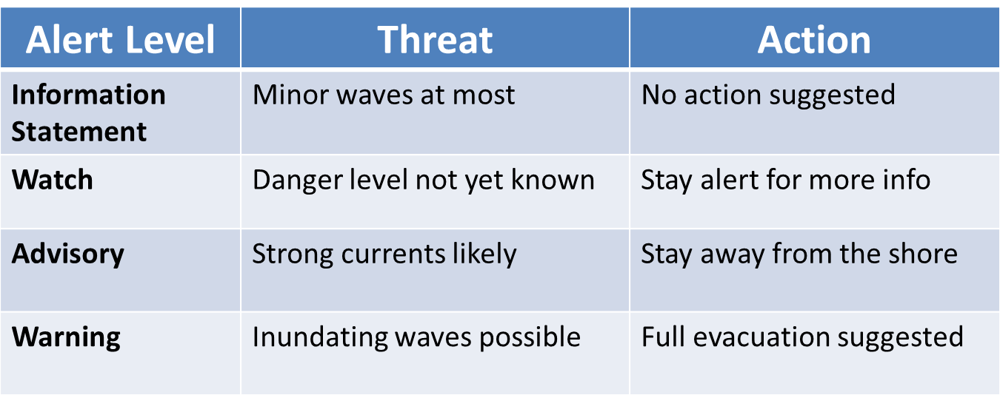 Alert Level Threat Action
Information Statement Minor waves at most No action suggested
Watch Danger level not yet known Stay alert for more info
Advisory Strong currents likely Stay away from the shore
Warning Inundating waves possible Full evacuation suggested